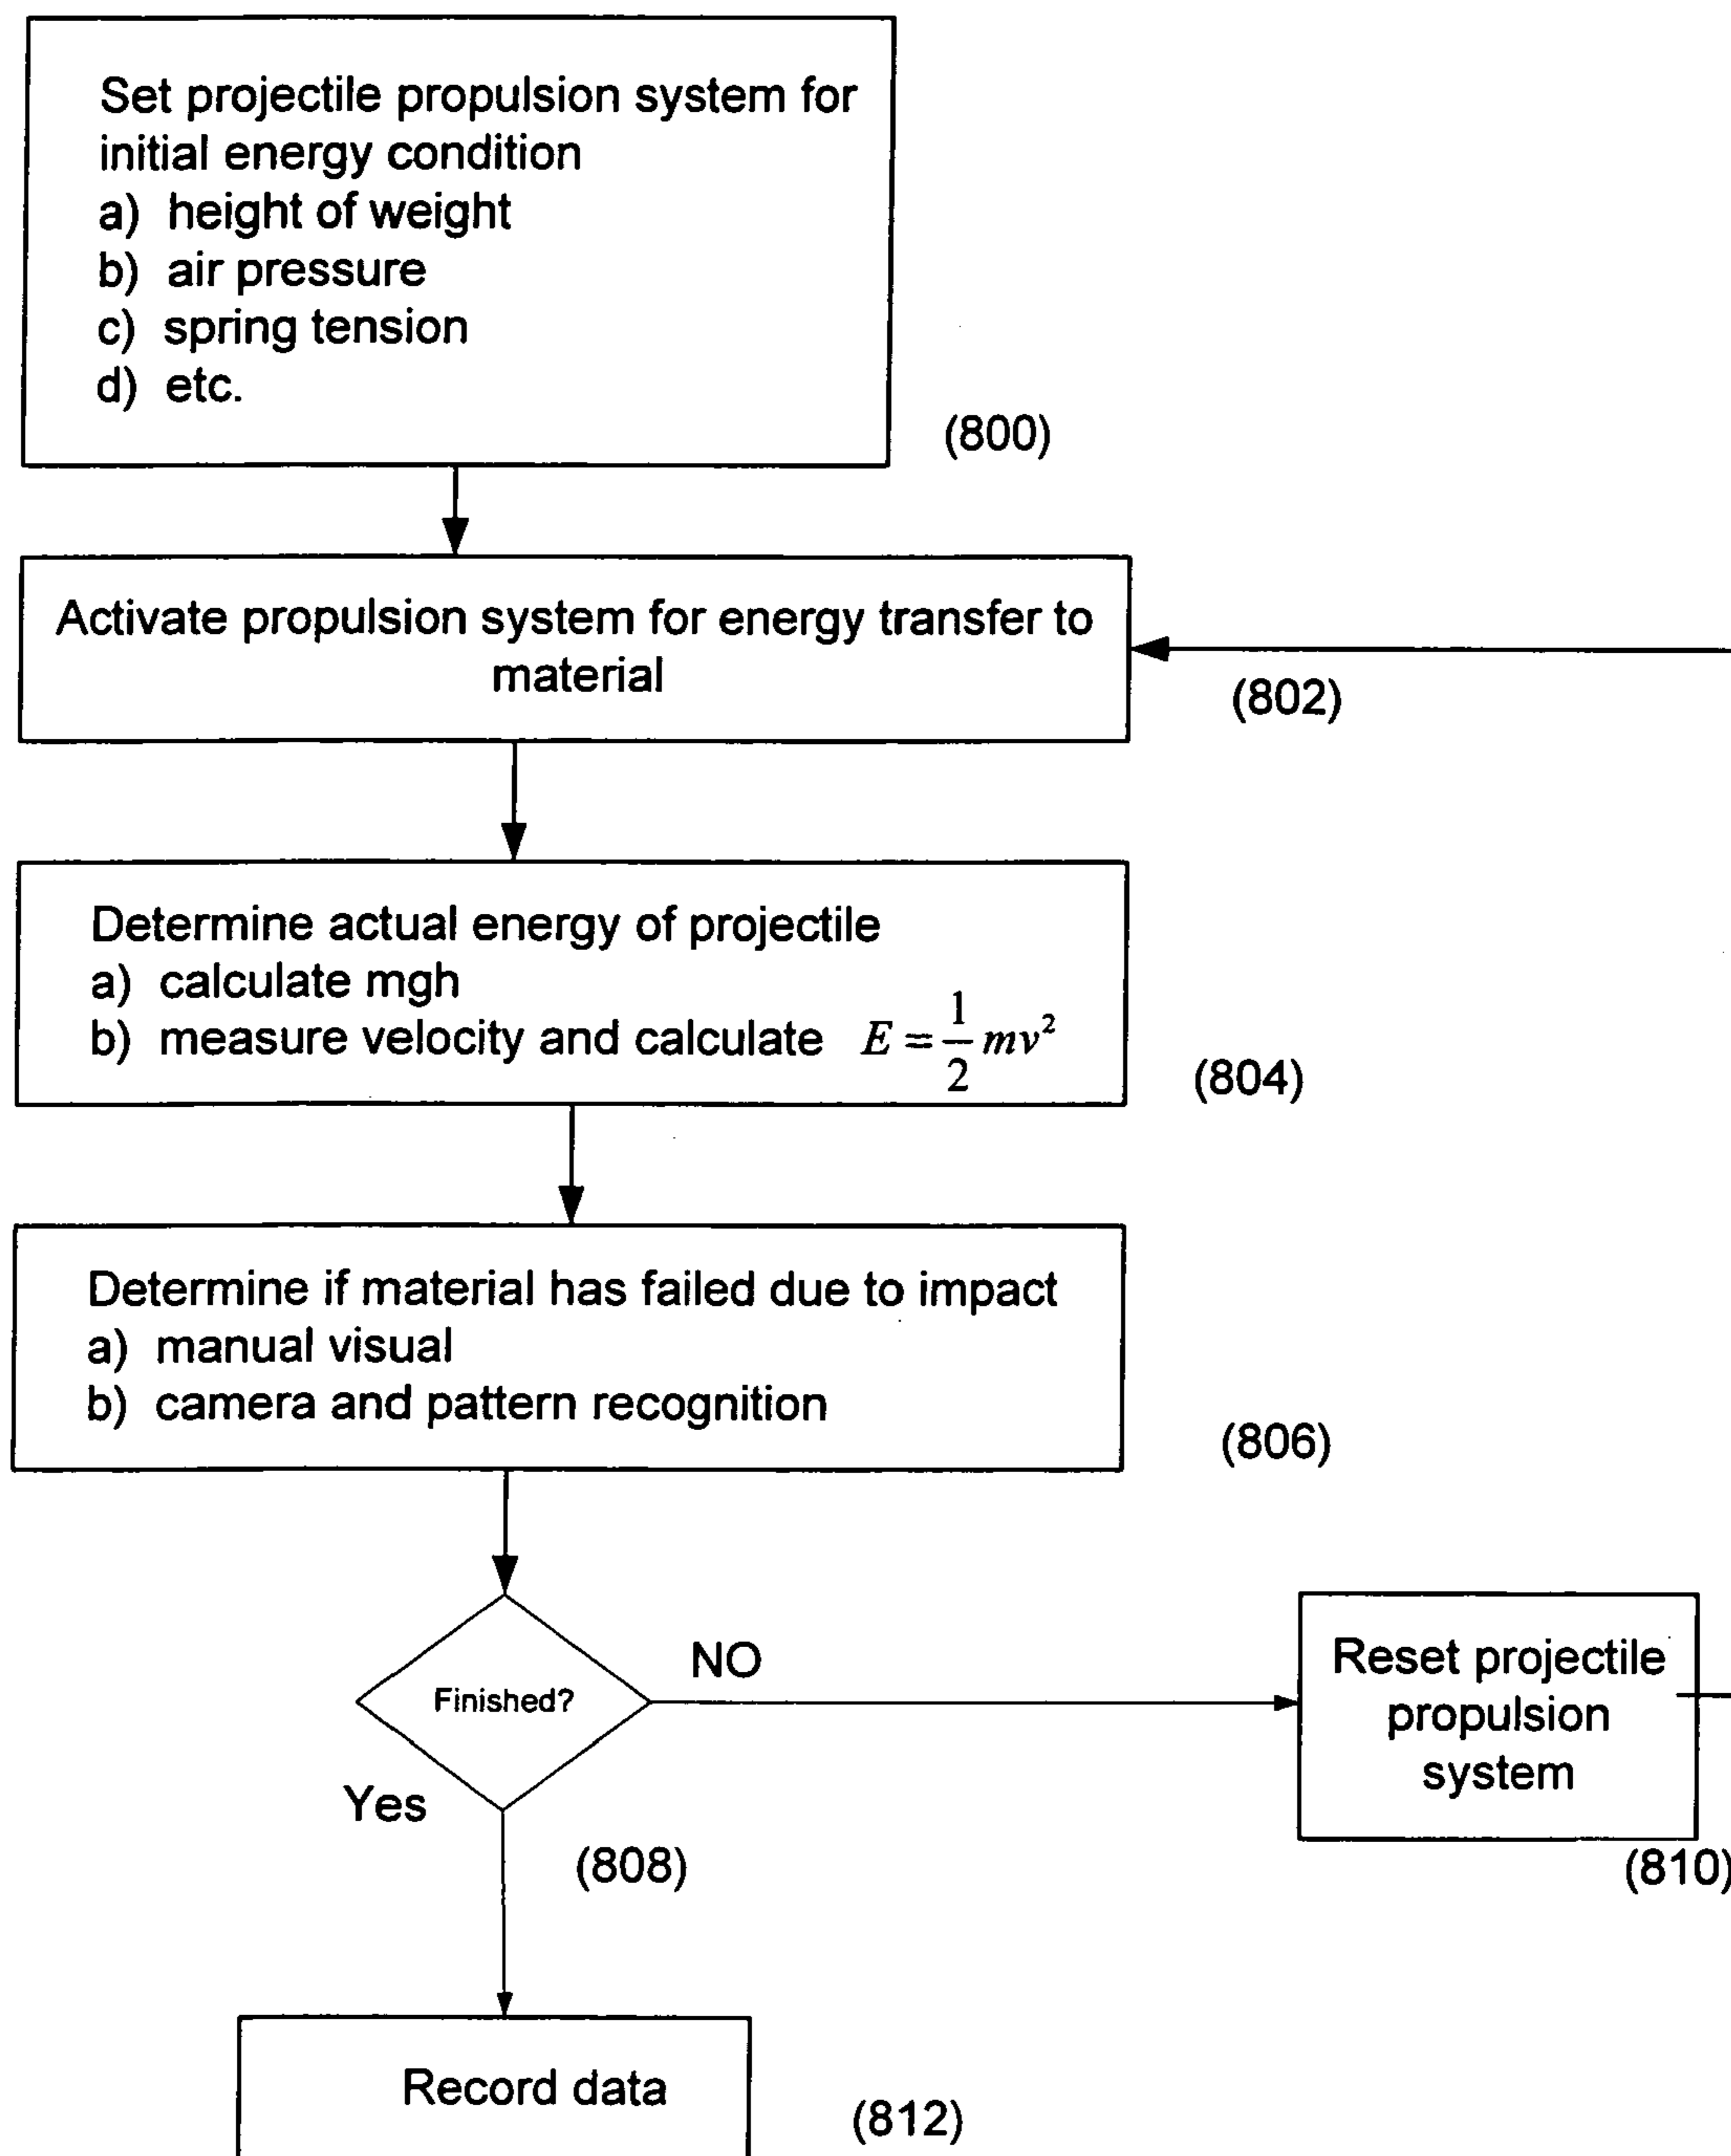 Set projectile propulsion system for
initial energy condition
a) height of weight
b) air pressure
c) spring tension
d) etc.
(800)
Activate propulsion system for energy transfer to
material
(802)
Determine actual energy of projectile
a) calculate mgh
b) measure velocity and calculate E = 1/2 mv²
(804)
Determine if material has failed due to impact
a) manual visual
b) camera and pattern recognition
(806)
Finished?
NO
Yes
(808)
Reset projectile
propulsion
system
(810)
Record data
(812)